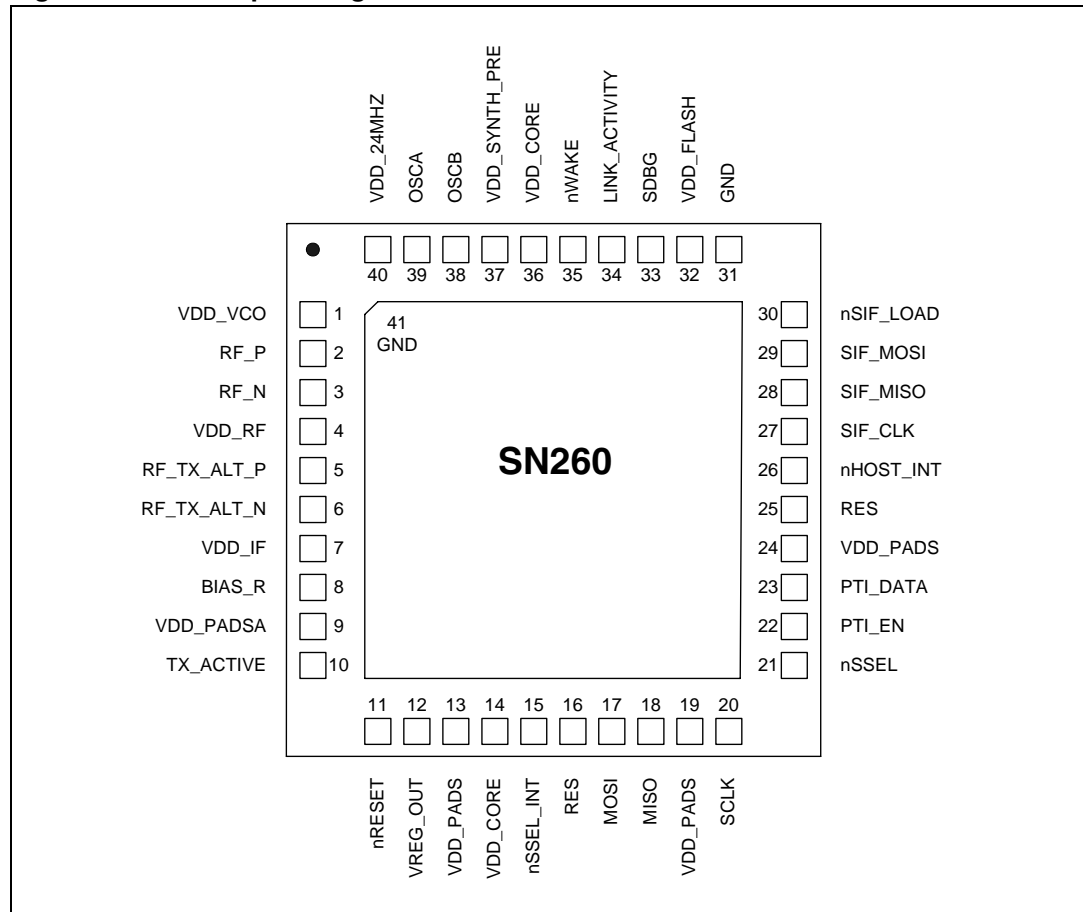 VDD_24MHZ
OSCA
OSCB
VDD_SYNTH_PRE
VDD_CORE
nWAKE
LINK_ACTIVITY
SDBG
VDD_FLASH
GND
40 39 38 37 36 35 34 33 32 31
VDD_VCO 1
RF_P 2
RF_N 3
VDD_RF 4
RF_TX_ALT_P 5
RF_TX_ALT_N 6
VDD_IF 7
BIAS_R 8
VDD_PADSA 9
TX_ACTIVE 10
41
GND
SN260
30 nSIF_LOAD
29 SIF_MOSI
28 SIF_MISO
27 SIF_CLK
26 nHOST_INT
25 RES
24 VDD_PADS
23 PTI_DATA
22 PTI_EN
21 nSSEL
11 12 13 14 15 16 17 18 19 20
nRESET
VREG_OUT
VDD_PADS
VDD_CORE
nSSEL_INT
RES
MOSI
MISO
VDD_PADS
SCLK